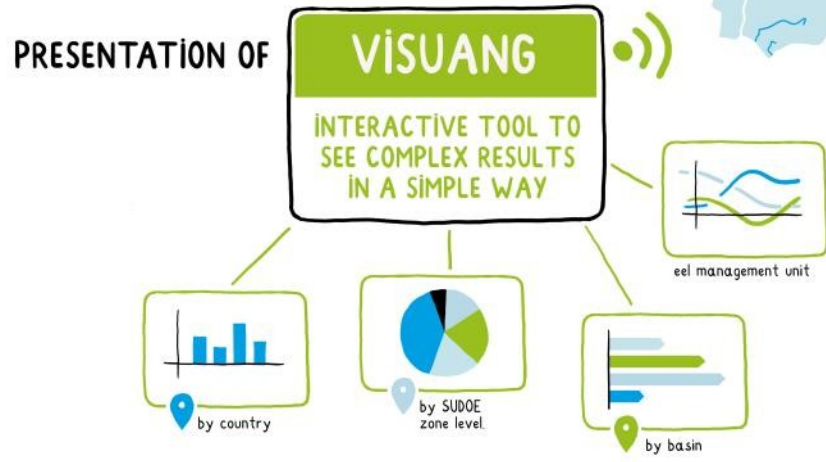 PRESENTATION OF
VISUANG
INTERACTIVE TOOL TO
SEE COMPLEX RESULTS
IN A SIMPLE WAY
eel management unit
by country
by SUDOE
zone level.
by basin